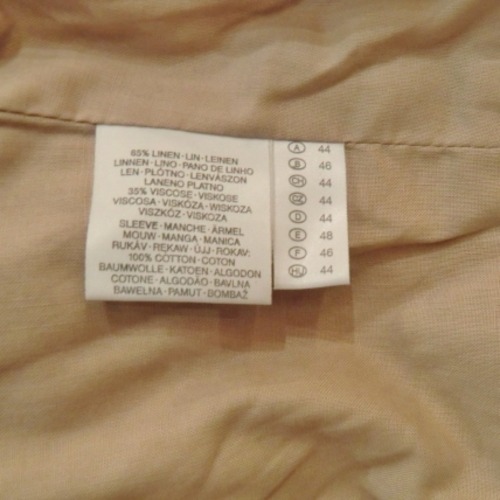 65% LINEN·LIN·LEINEN
LINNEN·LINO·PANO DE LINHO
LEN·PŁÓTNO·LENVÁSZON
LANENO PLATNO
35% VISCOSE·VISKOSE
VISCOSA·VISKÓZA·WISKOZA
VISZKÓZ·VISKOZA
SLEEVE·MANCHE·ÄRMEL
MOUW·MANGA·MANICA
RUKÁV·REKAW·ÚJJ·ROKAV:
100% COTTON·COTON
BAUMWOLLE·KATOEN·ALGODON
COTONE·ALGODÃO·BAVLNA
BAWEŁNA·PAMUT·BOMBAŽ
A 44
B 46
CH 44
CZ 44
D 44
E 48
F 46
HU 44